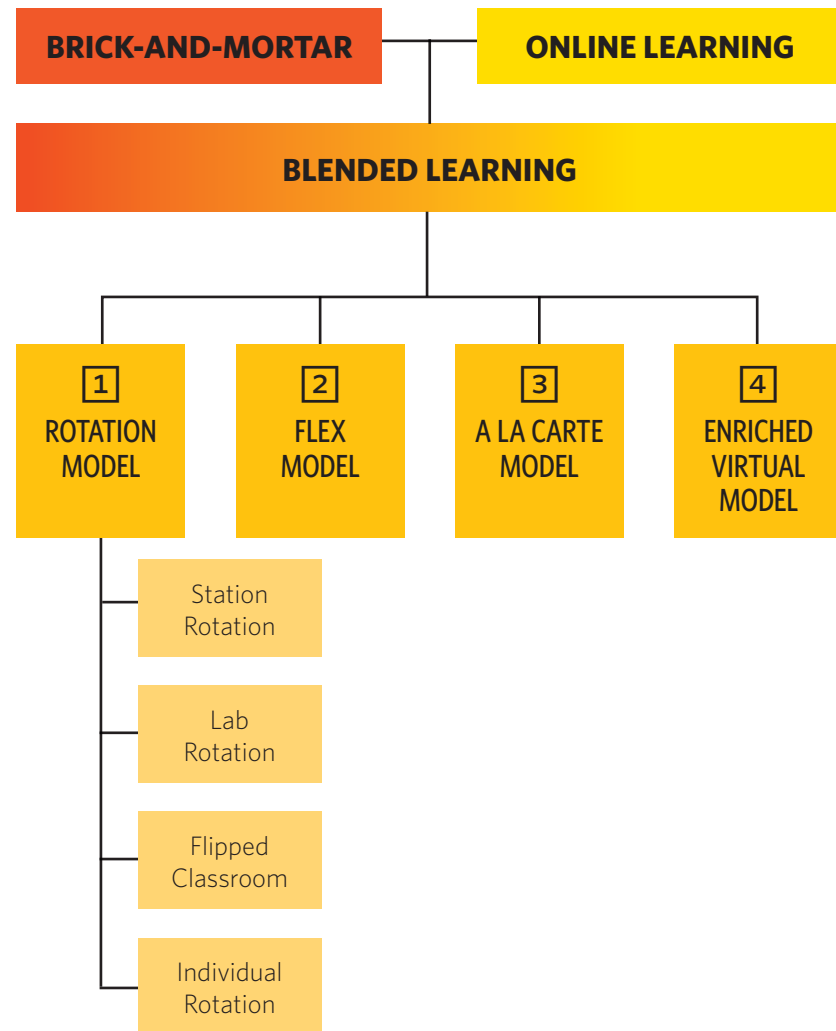 BRICK-AND-MORTAR
ONLINE LEARNING
BLENDED LEARNING
1
ROTATION
MODEL
2
FLEX
MODEL
3
A LA CARTE
MODEL
4
ENRICHED
VIRTUAL
MODEL
Station
Rotation
Lab
Rotation
Flipped
Classroom
Individual
Rotation